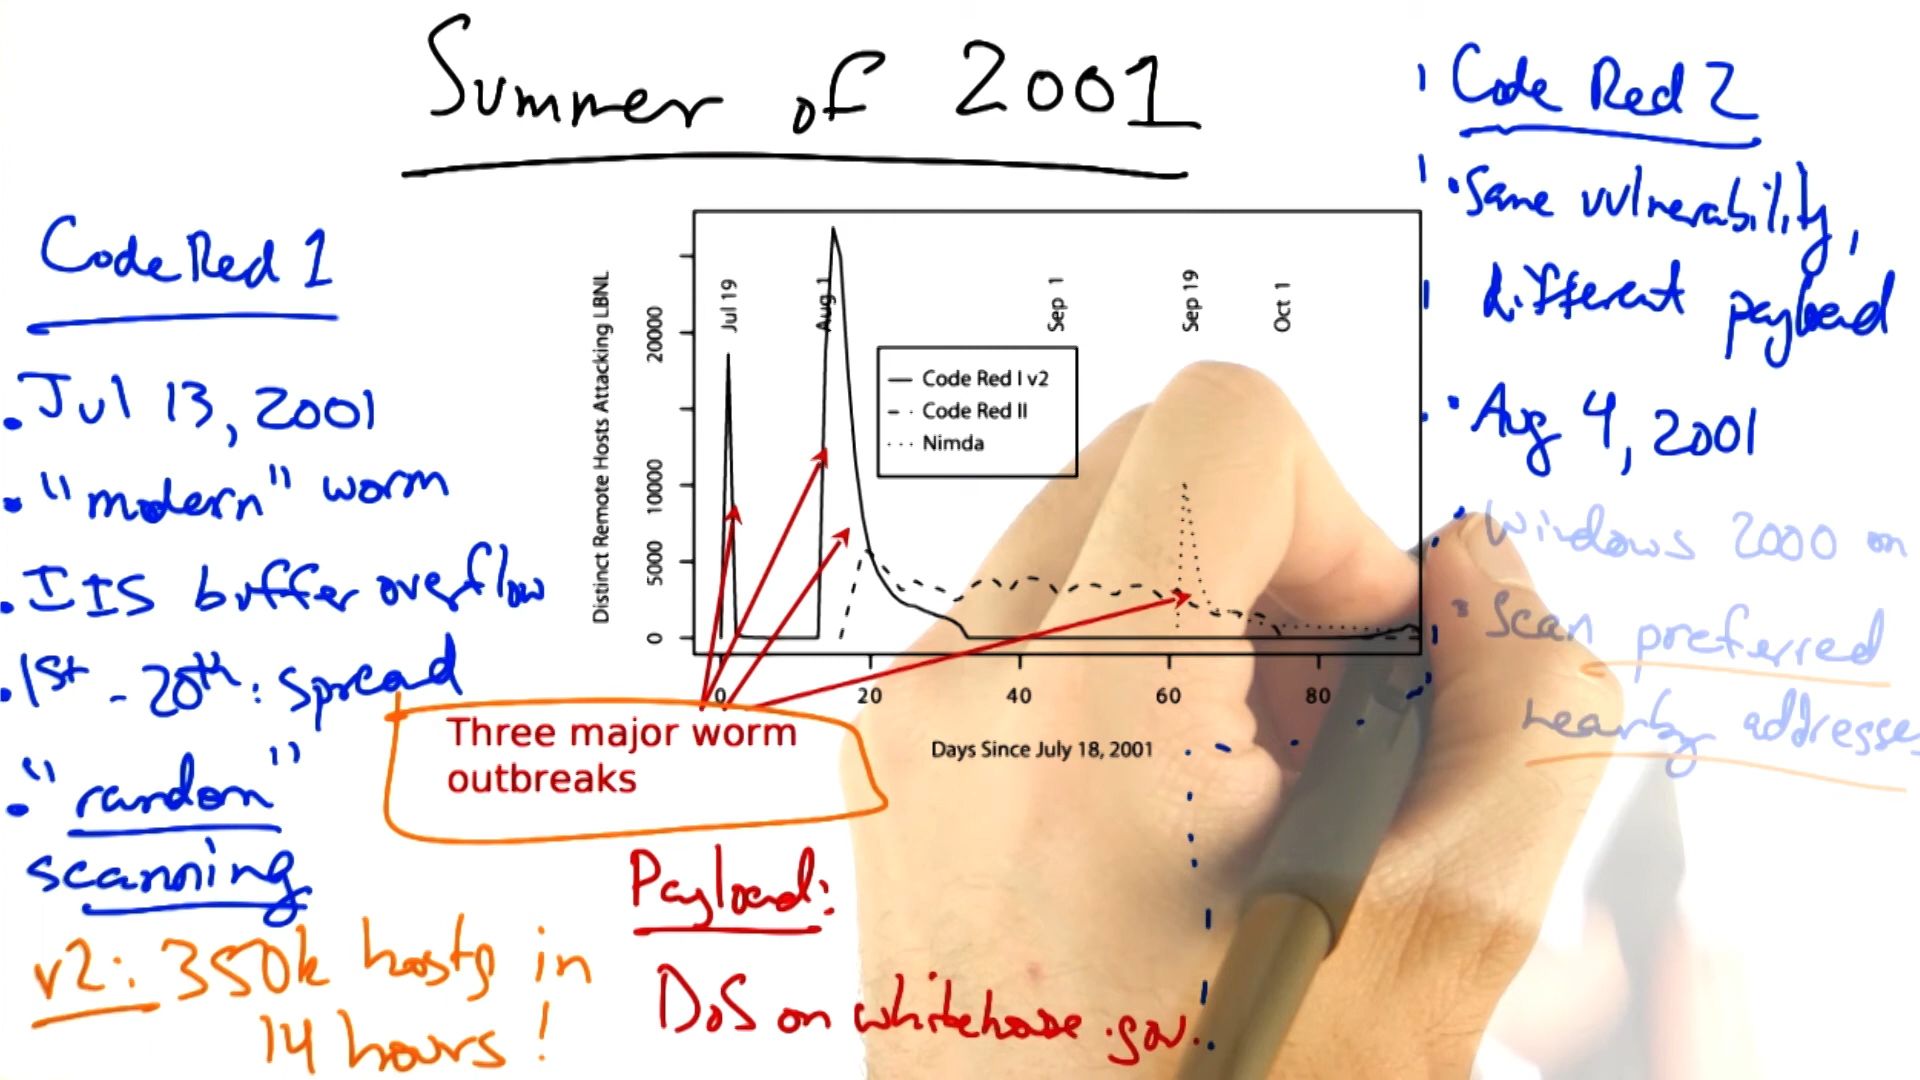 Summer of 2001
Code Red 1
• Jul 13, 2001
• "modern" worm
• IIS buffer overflow
• 1st - 20th: spread
• "random"
scanning
v2: 350k hosts in
14 hours!
Distinct Remote Hosts Attacking LBNL
0 5000 10000 20000
Jul 19 Aug 1 Sep 1 Sep 19 Oct 1
Code Red I v2
Code Red II
Nimda
0 20 40 60 80
Days Since July 18, 2001
Three major worm
outbreaks
Payload:
DoS on whitehouse.gov.
Code Red 2
• Same vulnerability,
different payload
• Aug 4, 2001
• Windows 2000 on
• Scan preferred
nearby addresses